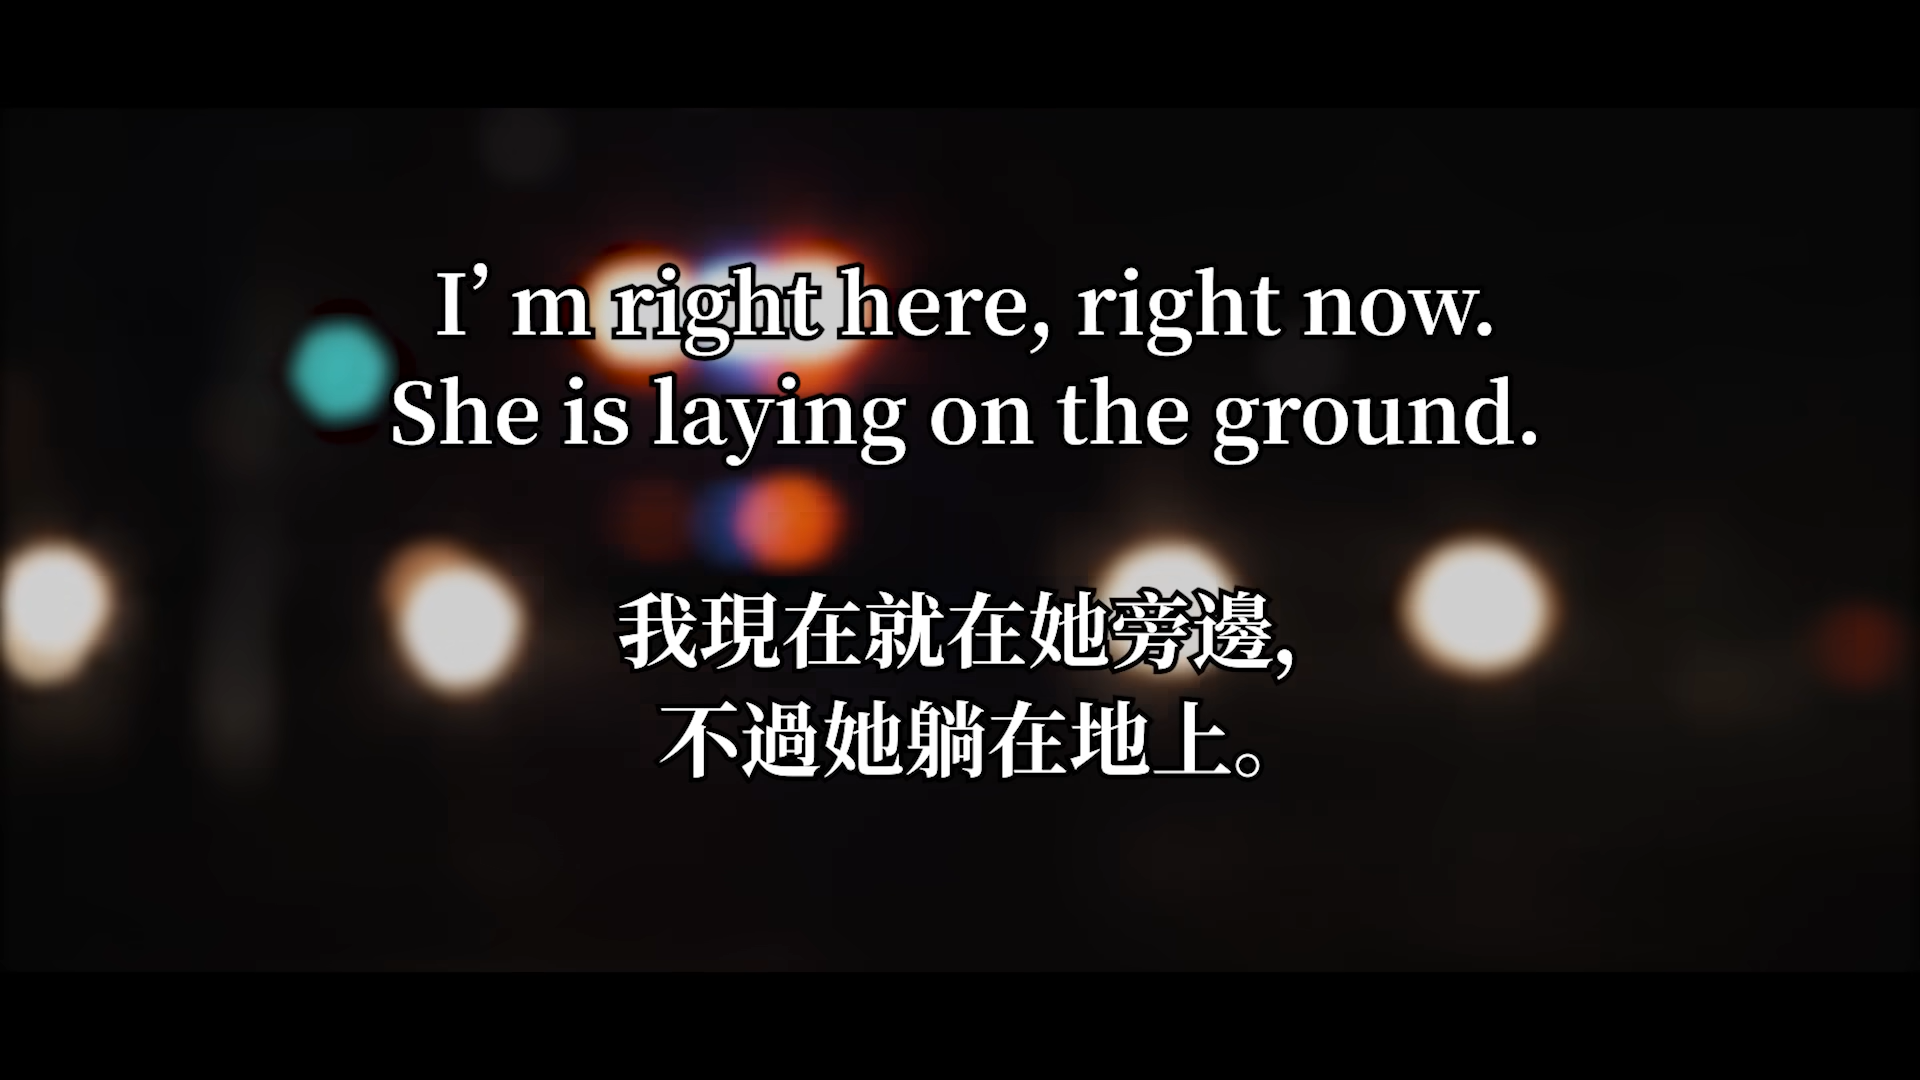 I’m right here, right now.
She is laying on the ground.
我現在就在她旁邊,
不過她躺在地上。